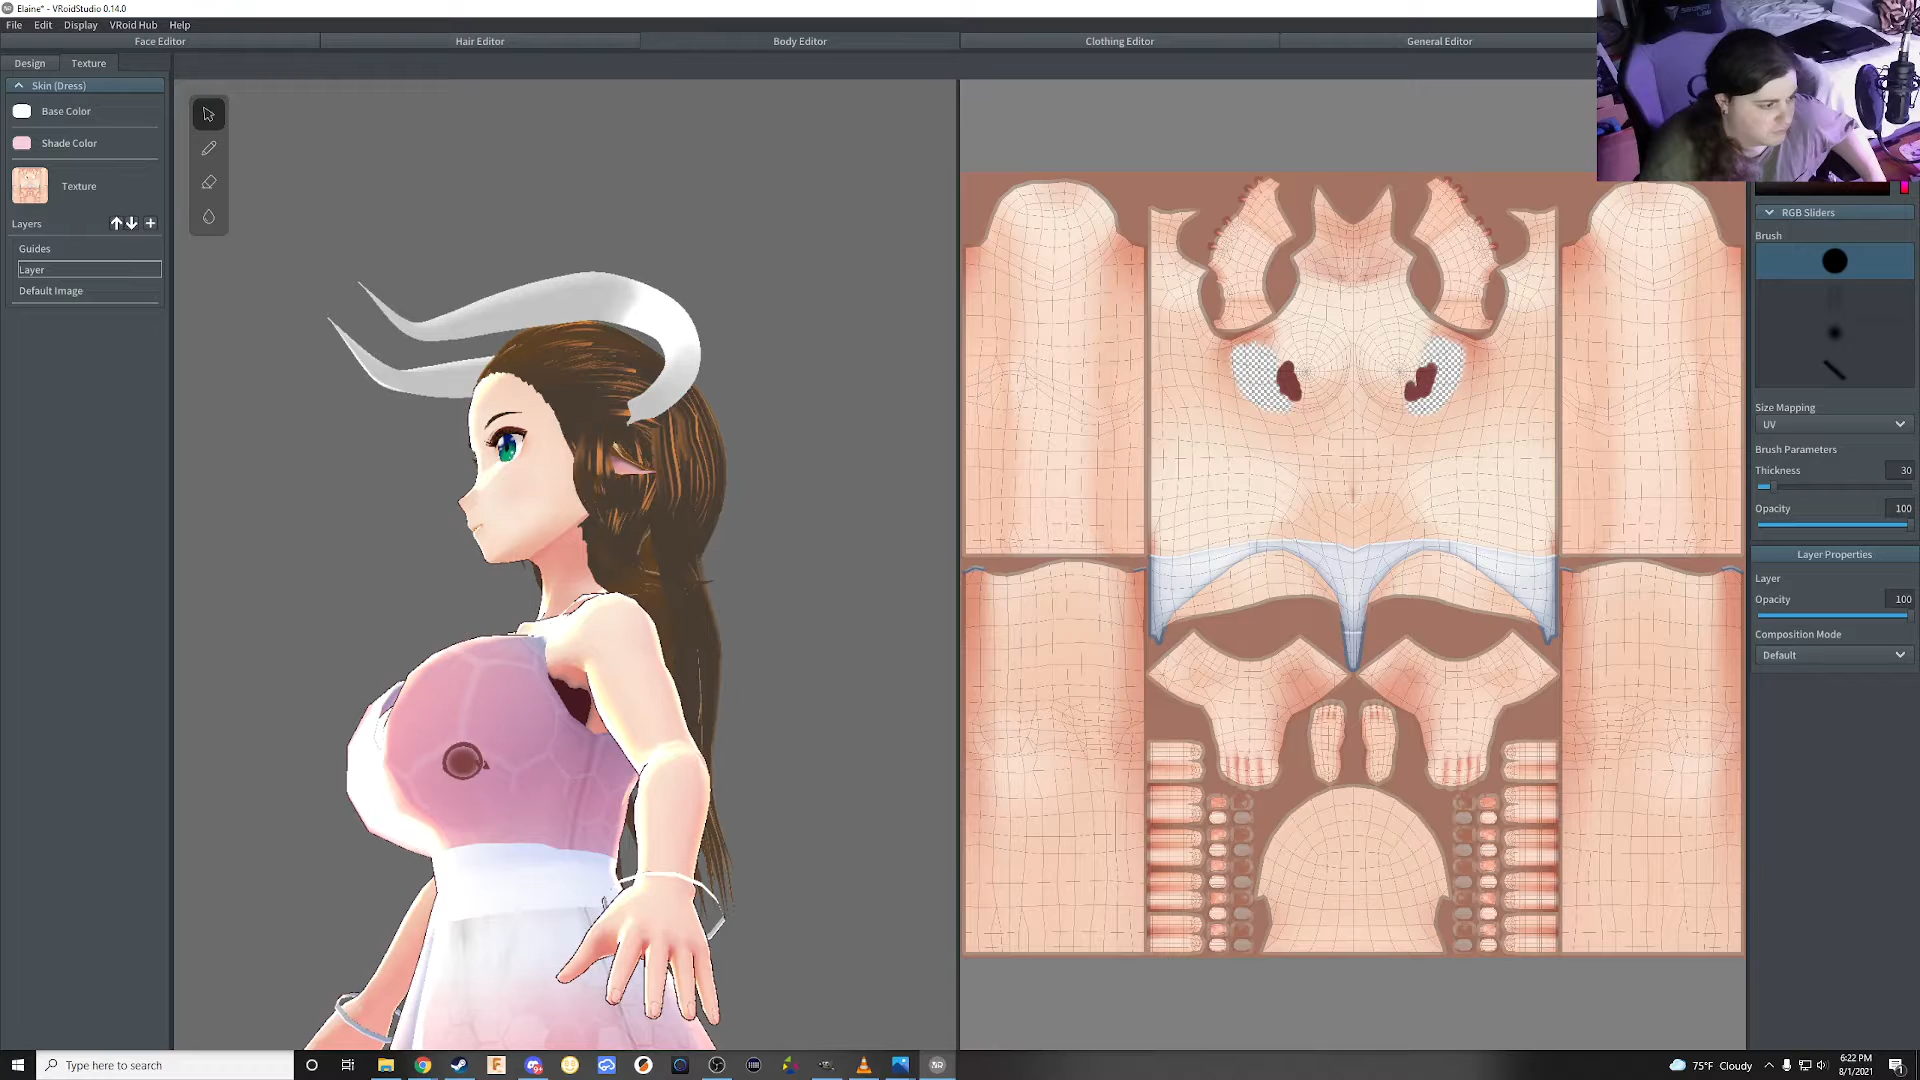 Elaine* - VRoidStudio 0.14.0
File Edit Display VRoid Hub Help
Face Editor Hair Editor Body Editor Clothing Editor General Editor
Design Texture
Skin (Dress)
Base Color
Shade Color
Texture
Layers
Guides
Layer
Default Image
RGB Sliders
Brush
Size Mapping
UV
Brush Parameters
Thickness 30
Opacity 100
Layer Properties
Layer
Opacity 100
Composition Mode
Default
Type here to search
75°F Cloudy
6:22 PM
8/1/2021